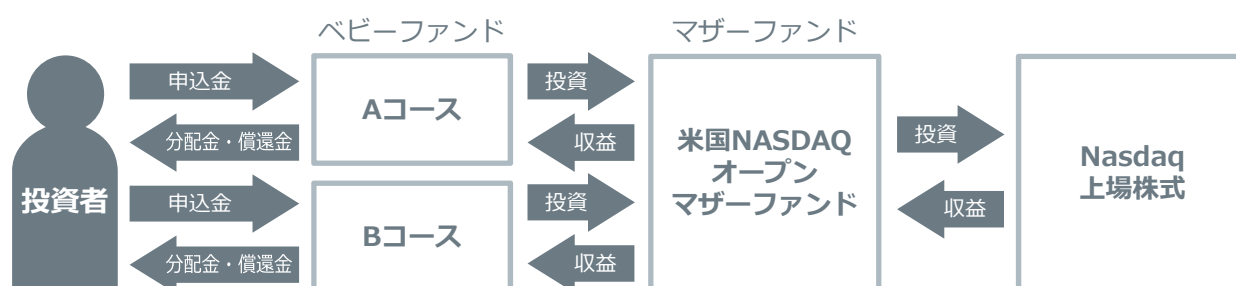 ベビーファンド
マザーファンド
申込金
分配金・償還金
Aコース
投資
収益
投資者
申込金
分配金・償還金
Bコース
投資
収益
米国NASDAQ
オープン
マザーファンド
投資
収益
Nasdaq
上場株式